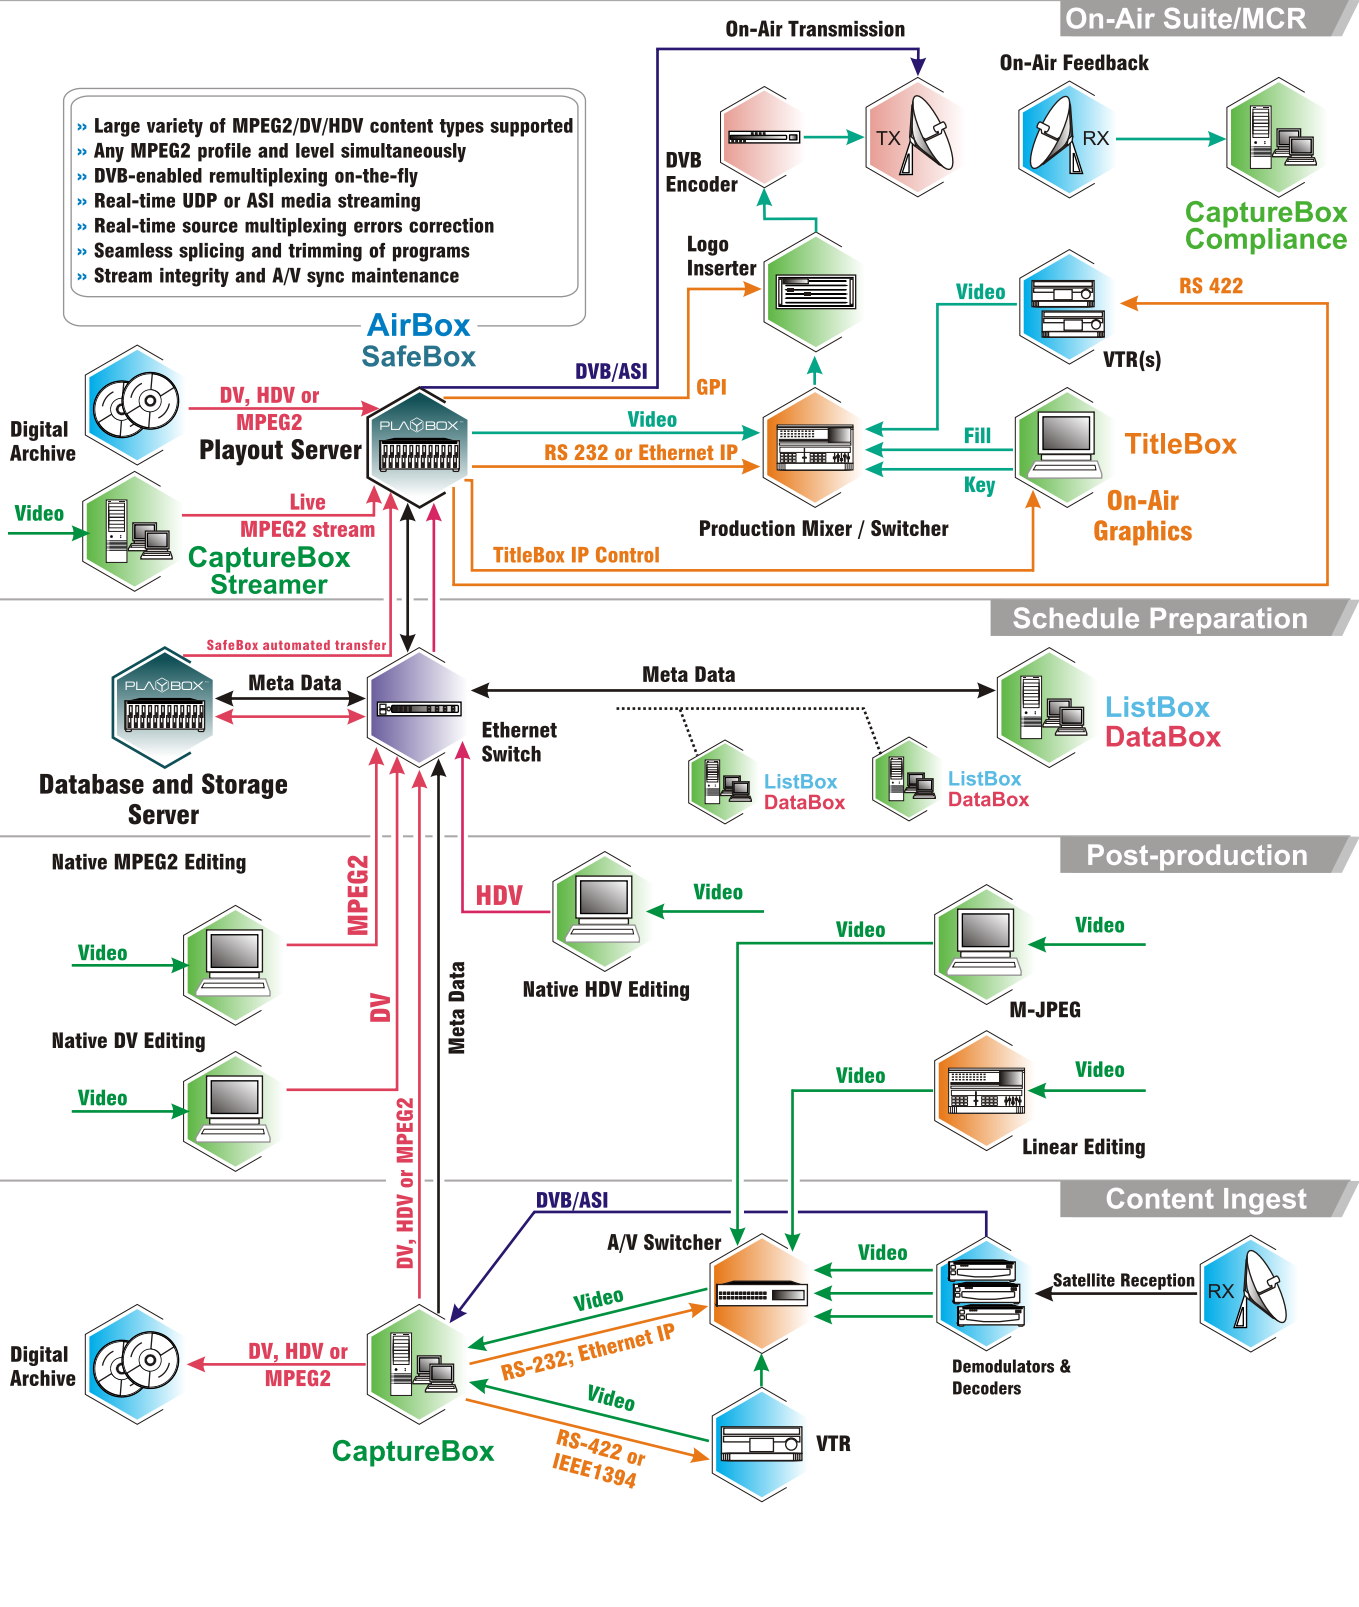 On-Air Suite/MCR
On-Air Transmission
On-Air Feedback
» Large variety of MPEG2/DV/HDV content types supported
» Any MPEG2 profile and level simultaneously
» DVB-enabled remultiplexing on-the-fly
» Real-time UDP or ASI media streaming
» Real-time source multiplexing errors correction
» Seamless splicing and trimming of programs
» Stream integrity and A/V sync maintenance
TX
RX
DVB
Encoder
CaptureBox
Compliance
Logo
Inserter
Video
RS 422
AirBox
SafeBox
VTR(s)
DVB/ASI
GPI
DV, HDV or
MPEG2
Digital
Archive
Playout Server
PLAYBOX
Video
RS 232 or Ethernet IP
Fill
Key
TitleBox
On-Air
Graphics
Production Mixer / Switcher
Video
Live
MPEG2 stream
CaptureBox
Streamer
TitleBox IP Control
Schedule Preparation
SafeBox automated transfer
PLAYBOX
Meta Data
Meta Data
Ethernet
Switch
ListBox
DataBox
Database and Storage
Server
ListBox
DataBox
ListBox
DataBox
Post-production
Native MPEG2 Editing
MPEG2
HDV
Video
Video
Video
Video
Native HDV Editing
DV
Meta Data
M-JPEG
Native DV Editing
Video
Video
Video
DV, HDV or MPEG2
Linear Editing
Content Ingest
DVB/ASI
A/V Switcher
Video
Satellite Reception
RX
Video
RS-232; Ethernet IP
Digital
Archive
DV, HDV or
MPEG2
Demodulators &
Decoders
Video
CaptureBox
RS-422 or
IEEE1394
VTR